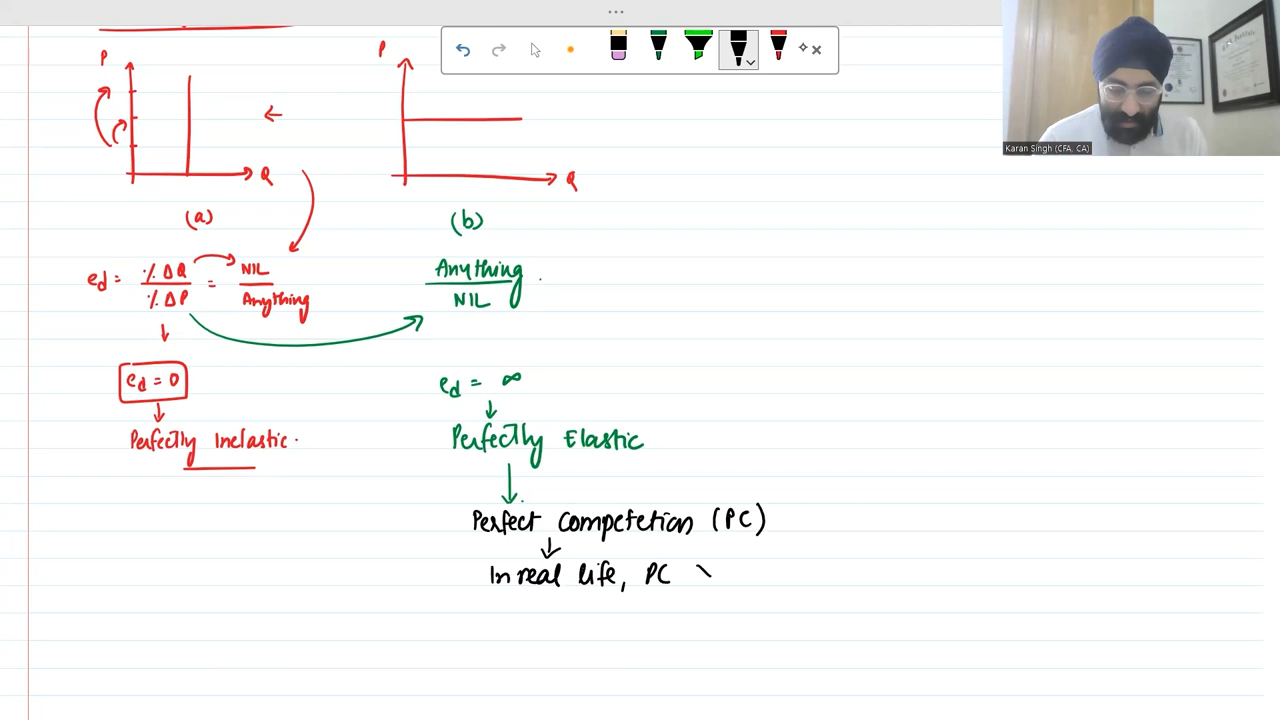 P
Q
(a)
ed = % ΔQ / % ΔP = NIL / Anything
ed = 0
Perfectly Inelastic.
P
Q
(b)
Anything / NIL
ed = ∞
Perfectly Elastic
Perfect Competetion (PC)
In real life, PC
Karan Singh (CFA, CA)